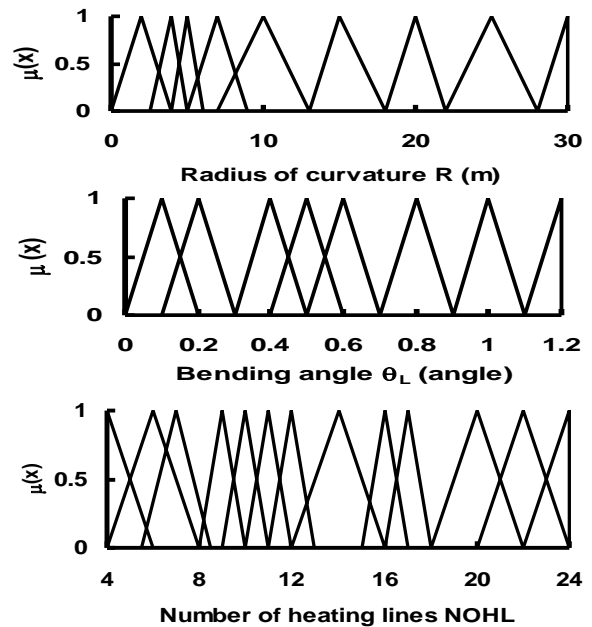 μ(x)
1
0.5
0
0 10 20 30
Radius of curvature R (m)
μ (x)
1
0.5
0
0 0.2 0.4 0.6 0.8 1 1.2
Bending angle θL (angle)
μ(x)
1
0.5
0
4 8 12 16 20 24
Number of heating lines NOHL